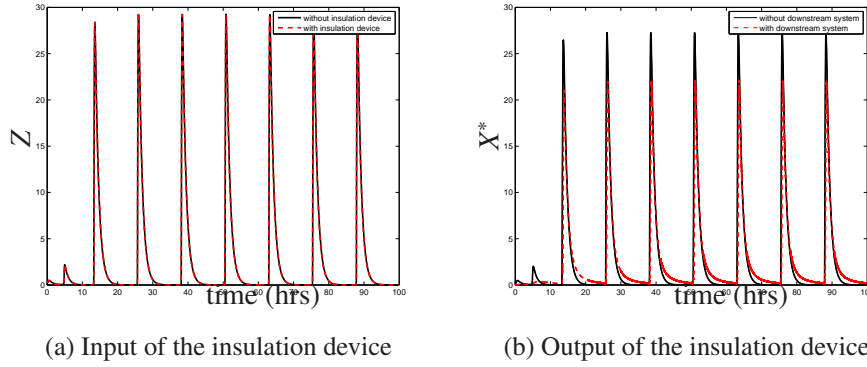 without insulation device
with insulation device
30
25
20
15
10
5
0
Z
0 10 20 30 40 50 60 70 80 90 100
time (hrs)
(a) Input of the insulation device
without downstream system
with downstream system
30
25
20
15
10
5
0
X*
0 10 20 30 40 50 60 70 80 90 100
time (hrs)
(b) Output of the insulation device